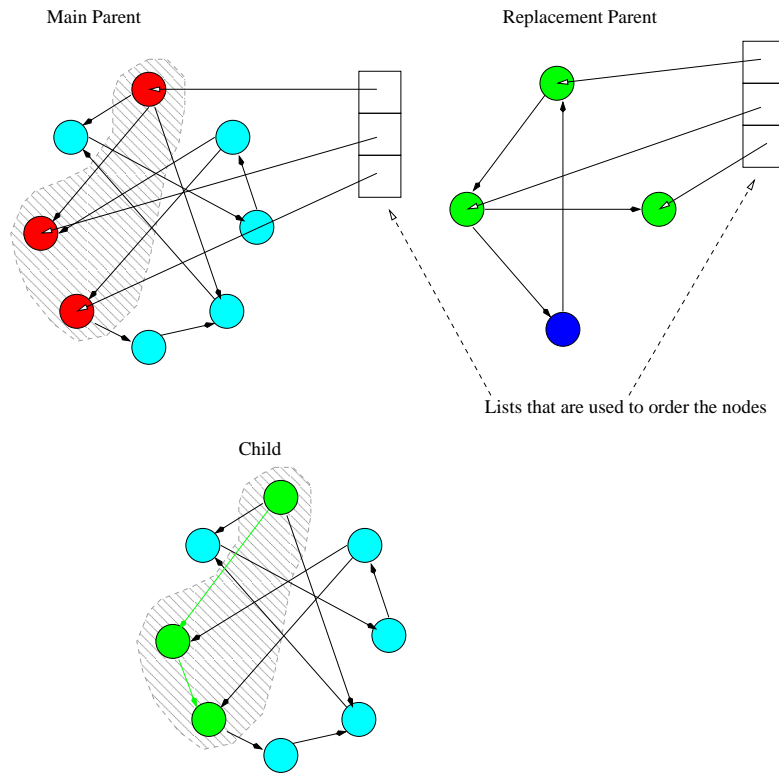 Main Parent
Replacement Parent
Lists that are used to order the nodes
Child